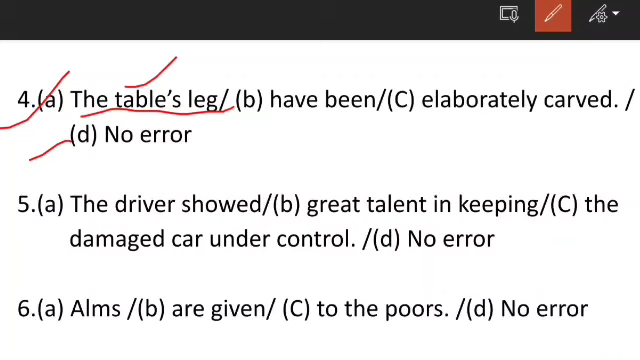 4.(a) The table's leg/ (b) have been/(C) elaborately carved. /
(d) No error
5.(a) The driver showed/(b) great talent in keeping/(C) the
damaged car under control. /(d) No error
6.(a) Alms /(b) are given/ (C) to the poors. /(d) No error